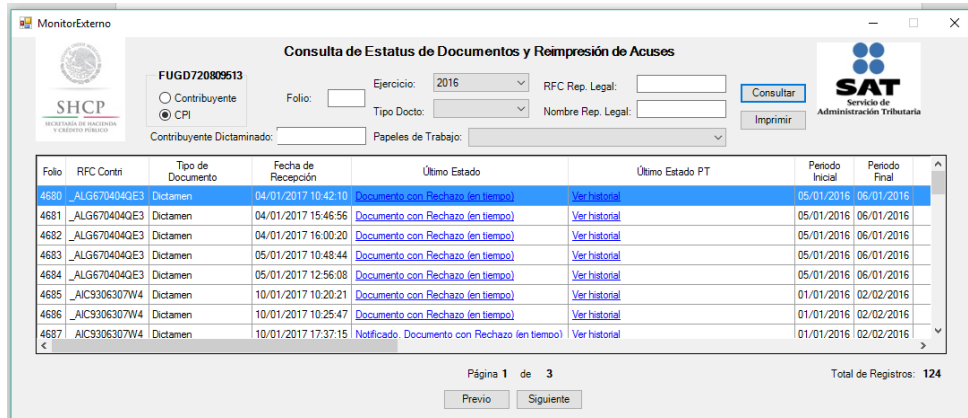 MonitorExterno
Consulta de Estatus de Documentos y Reimpresión de Acuses
SHCP
SECRETARÍA DE HACIENDA
Y CRÉDITO PÚBLICO
FUGD720809513
Contribuyente
CPI
Folio:
Ejercicio: 2016
RFC Rep. Legal:
Tipo Docto:
Nombre Rep. Legal:
Contribuyente Dictaminado:
Papeles de Trabajo:
Consultar
Imprimir
SAT
Servicio de
Administración Tributaria
Folio RFC Contri Tipo de Documento Fecha de Recepción Último Estado Último Estado PT Periodo Inicial Periodo Final
4680 _ALG670404QE3 Dictamen 04/01/2017 10:42:10 Documento con Rechazo (en tiempo) Ver historial 05/01/2016 06/01/2016
4681 _ALG670404QE3 Dictamen 04/01/2017 15:46:56 Documento con Rechazo (en tiempo) Ver historial 05/01/2016 06/01/2016
4682 _ALG670404QE3 Dictamen 04/01/2017 16:00:20 Documento con Rechazo (en tiempo) Ver historial 05/01/2016 06/01/2016
4683 _ALG670404QE3 Dictamen 05/01/2017 10:48:44 Documento con Rechazo (en tiempo) Ver historial 05/01/2016 06/01/2016
4684 _ALG670404QE3 Dictamen 05/01/2017 12:56:08 Documento con Rechazo (en tiempo) Ver historial 05/01/2016 06/01/2016
4685 _AIC9306307W4 Dictamen 10/01/2017 10:20:21 Documento con Rechazo (en tiempo) Ver historial 01/01/2016 02/02/2016
4686 _AIC9306307W4 Dictamen 10/01/2017 10:25:47 Documento con Rechazo (en tiempo) Ver historial 01/01/2016 02/02/2016
4687 _AIC9306307W4 Dictamen 10/01/2017 17:37:15 Notificado. Documento con Rechazo (en tiempo) Ver historial 01/01/2016 02/02/2016
Página 1 de 3
Total de Registros: 124
Previo
Siguiente